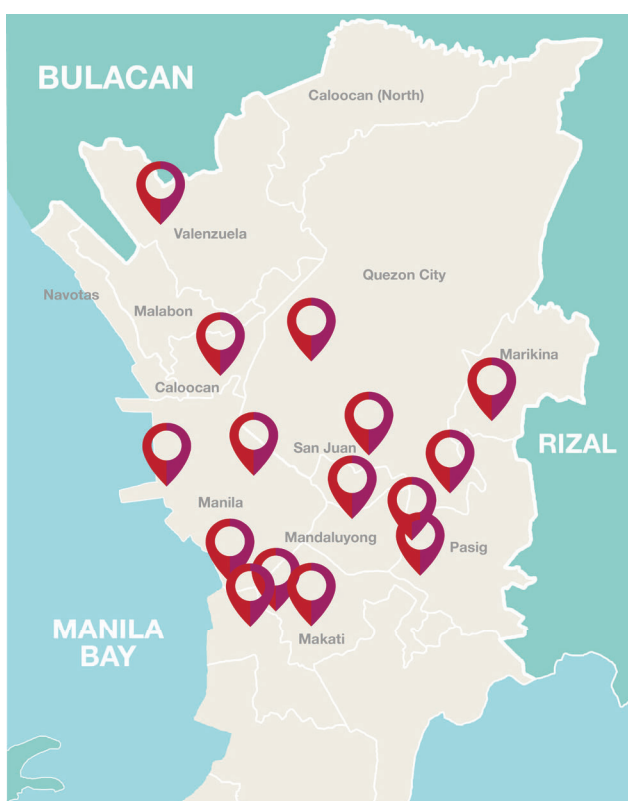 BULACAN
Caloocan (North)
Valenzuela
Quezon City
Navotas
Malabon
Marikina
Caloocan
San Juan
RIZAL
Manila
Mandaluyong
Pasig
MANILA
BAY
Makati